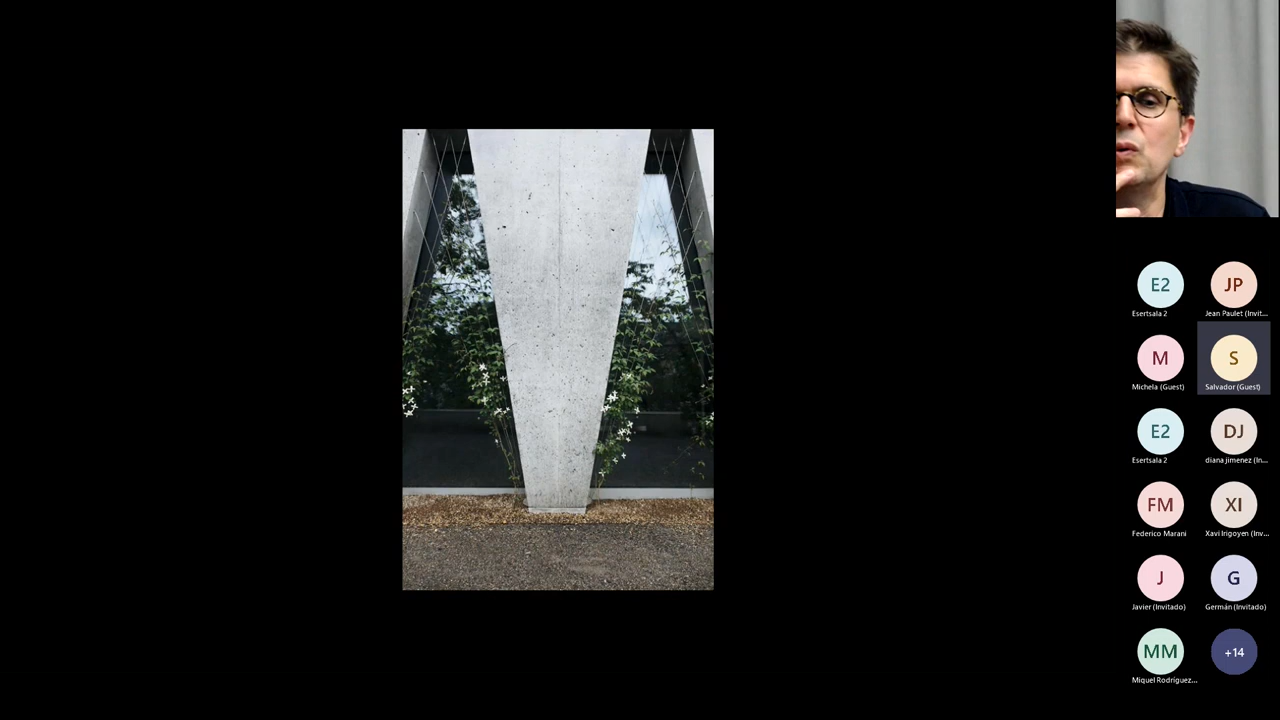 E2
JP
Esertsala 2
Jean Paulet (Invit...
M
S
Michela (Guest)
Salvador (Guest)
E2
DJ
Esertsala 2
diana jimenez (In...
FM
XI
Federico Marani
Xavi Irigoyen (Inv...
J
G
Javier (Invitado)
Germán (Invitado)
MM
+14
Miquel Rodríguez...